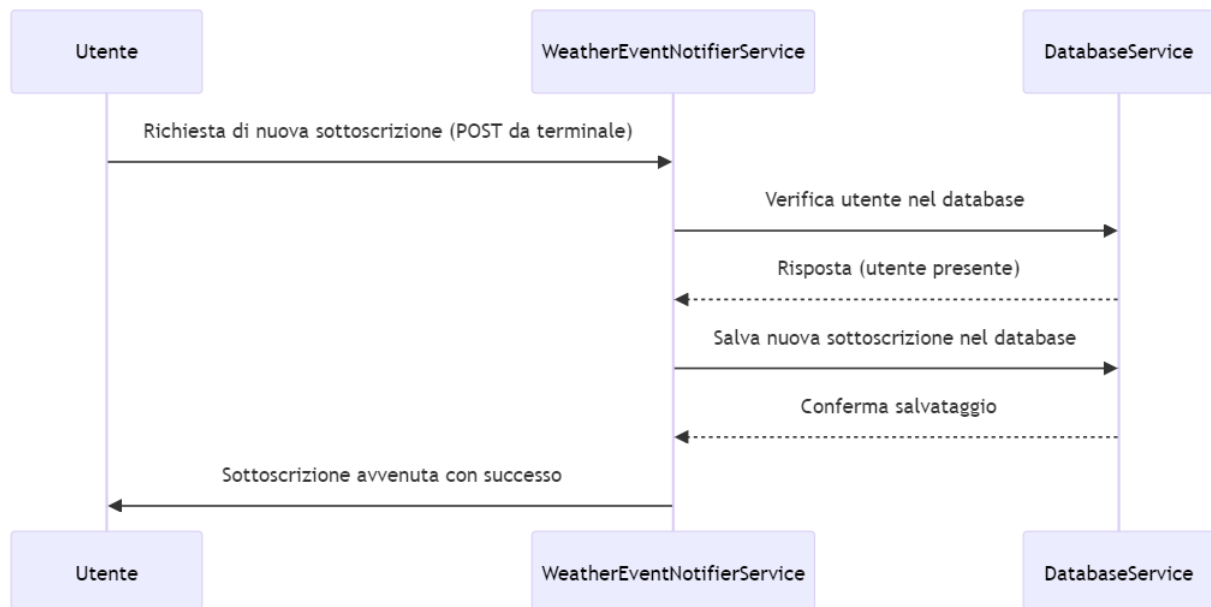 Utente
WeatherEventNotifierService
DatabaseService
Richiesta di nuova sottoscrizione (POST da terminale)
Verifica utente nel database
Risposta (utente presente)
Salva nuova sottoscrizione nel database
Conferma salvataggio
Sottoscrizione avvenuta con successo
Utente
WeatherEventNotifierService
DatabaseService